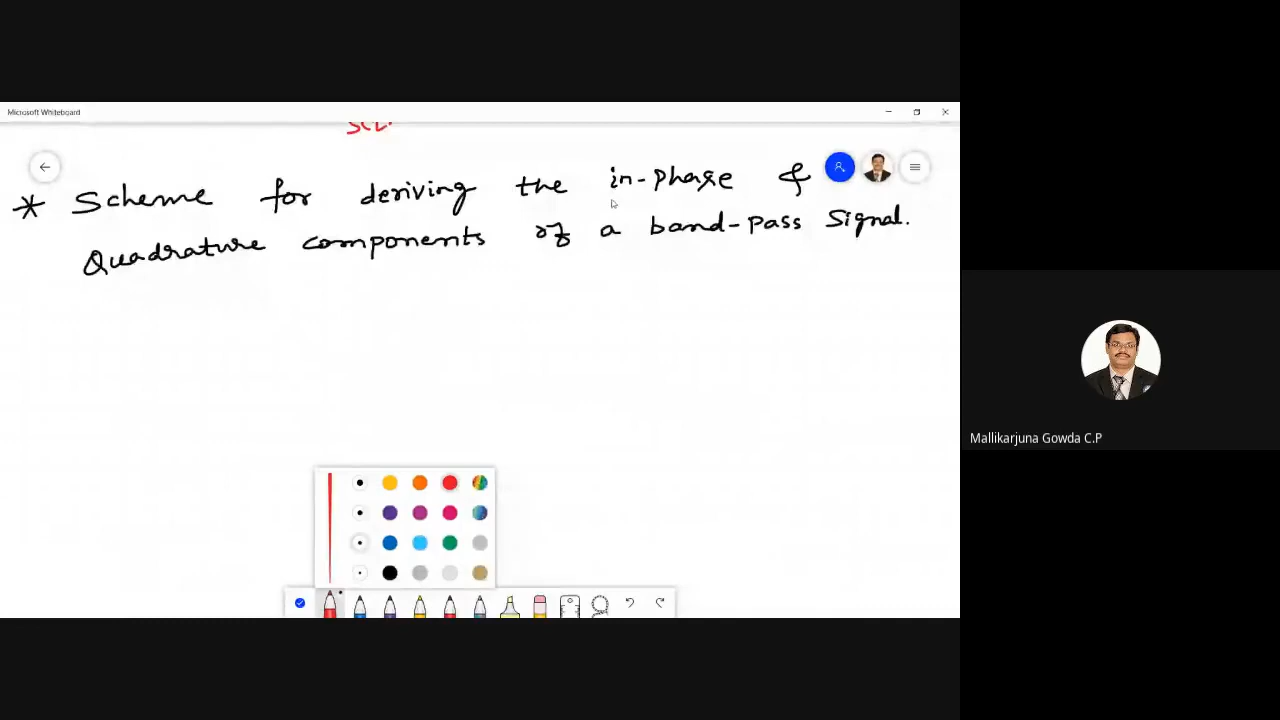 Microsoft Whiteboard
* Scheme for deriving the in-phase &
Quadrature components of a band-pass signal.
Mallikarjuna Gowda C.P